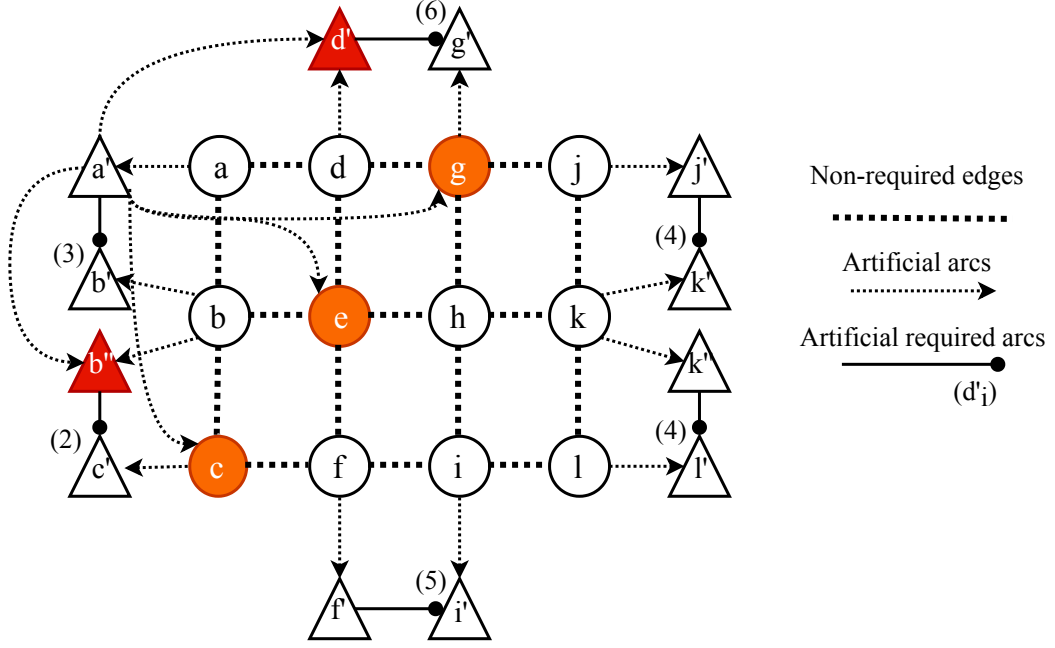 (6)
d' g'
a' a d g j j'
Non-required edges
(3) (4)
Artificial arcs
b' b e h k k'
b'' k''
Artificial required arcs
(d'i)
(2) (4)
c' c f i l l'
(5)
f' i'